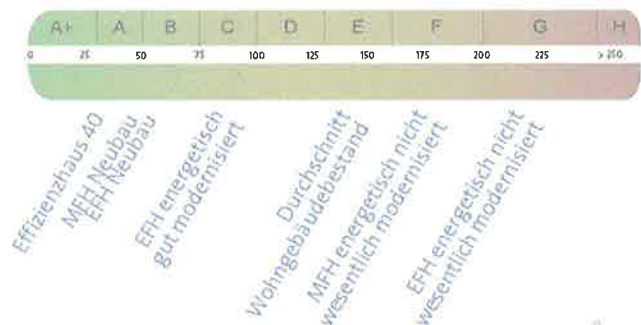 A+ A B C D E F G H
0 25 50 75 100 125 150 175 200 225 >250
Effizienzhaus 40
MFH Neubau
EFH Neubau
EFH energetisch
gut modernisiert
Durchschnitt
Wohngebäudebestand
MFH energetisch nicht
wesentlich modernisiert
EFH energetisch nicht
wesentlich modernisiert